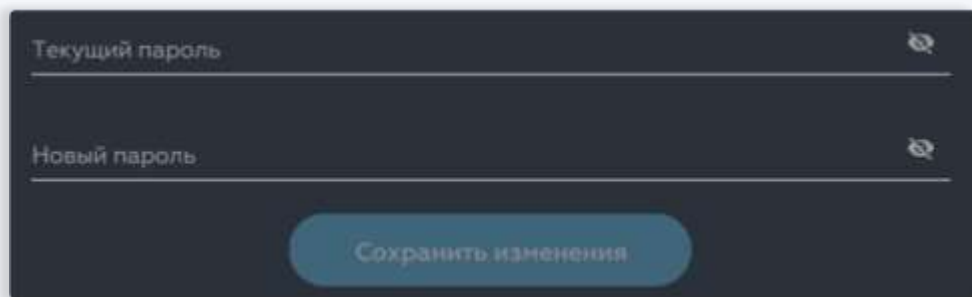 Текущий пароль
Новый пароль
Сохранить изменения